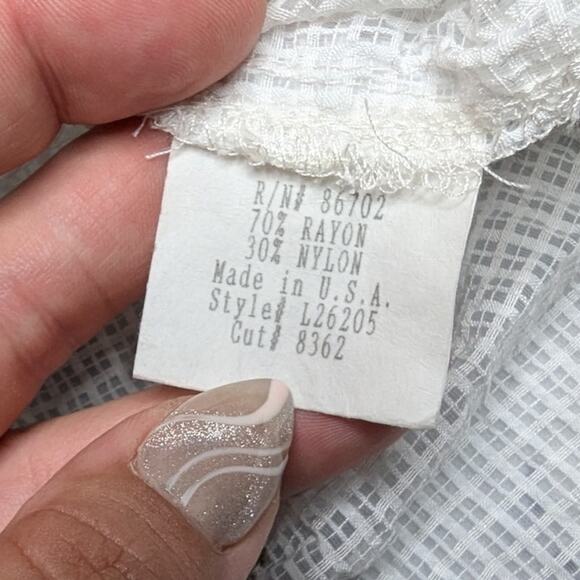 R/N# 86702
70% RAYON
30% NYLON
Made in U.S.A.
Style# L26205
Cut# 8362